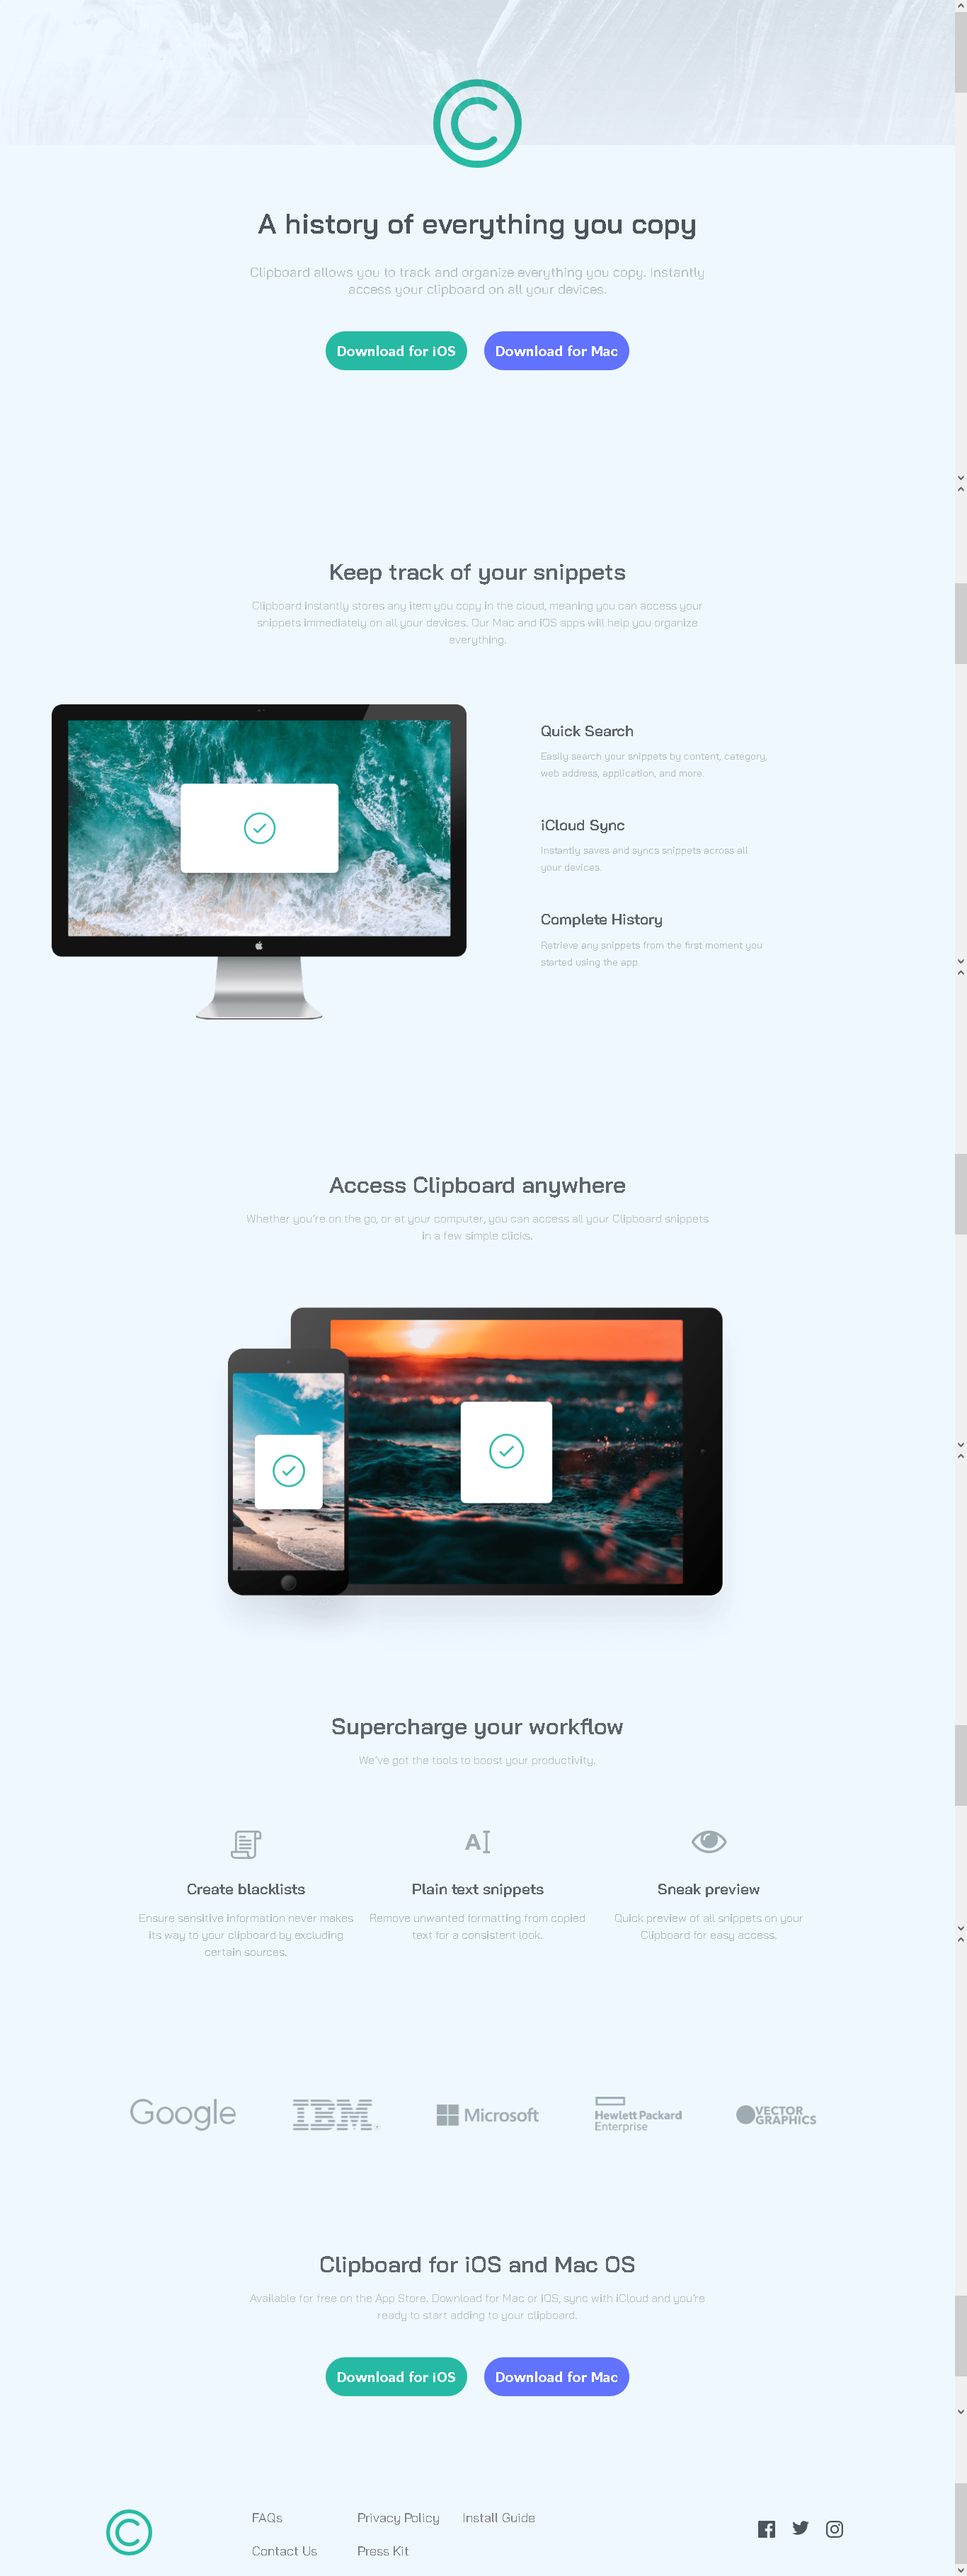 A history of everything you copy
Clipboard allows you to track and organize everything you copy. Instantly
access your clipboard on all your devices.
Download for iOS Download for Mac
Keep track of your snippets
Clipboard instantly stores any item you copy in the cloud, meaning you can access your
snippets immediately on all your devices. Our Mac and iOS apps will help you organize
everything.
Quick Search
Easily search your snippets by content, category,
web address, application, and more.
iCloud Sync
Instantly saves and syncs snippets across all
your devices.
Complete History
Retrieve any snippets from the first moment you
started using the app.
Access Clipboard anywhere
Whether you're on the go, or at your computer, you can access all your Clipboard snippets
in a few simple clicks.
Supercharge your workflow
We've got the tools to boost your productivity.
Create blacklists
Ensure sensitive information never makes
its way to your clipboard by excluding
certain sources.
Plain text snippets
Remove unwanted formatting from copied
text for a consistent look.
Sneak preview
Quick preview of all snippets on your
Clipboard for easy access.
Google
IBM®
Microsoft
Hewlett Packard
Enterprise
VECTOR
GRAPHICS
Clipboard for iOS and Mac OS
Available for free on the App Store. Download for Mac or iOS, sync with iCloud and you're
ready to start adding to your clipboard.
Download for iOS Download for Mac
FAQs Privacy Policy Install Guide
Contact Us Press Kit